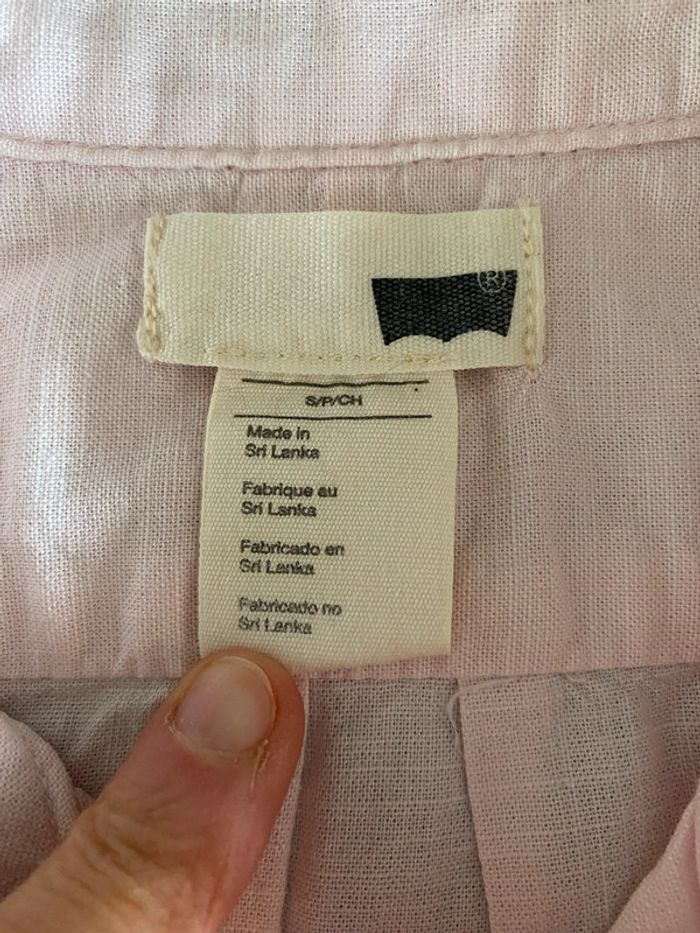 ®
S/P/CH
Made in
Sri Lanka
Fabrique au
Sri Lanka
Fabricado en
Sri Lanka
Fabricado no
Sri Lanka